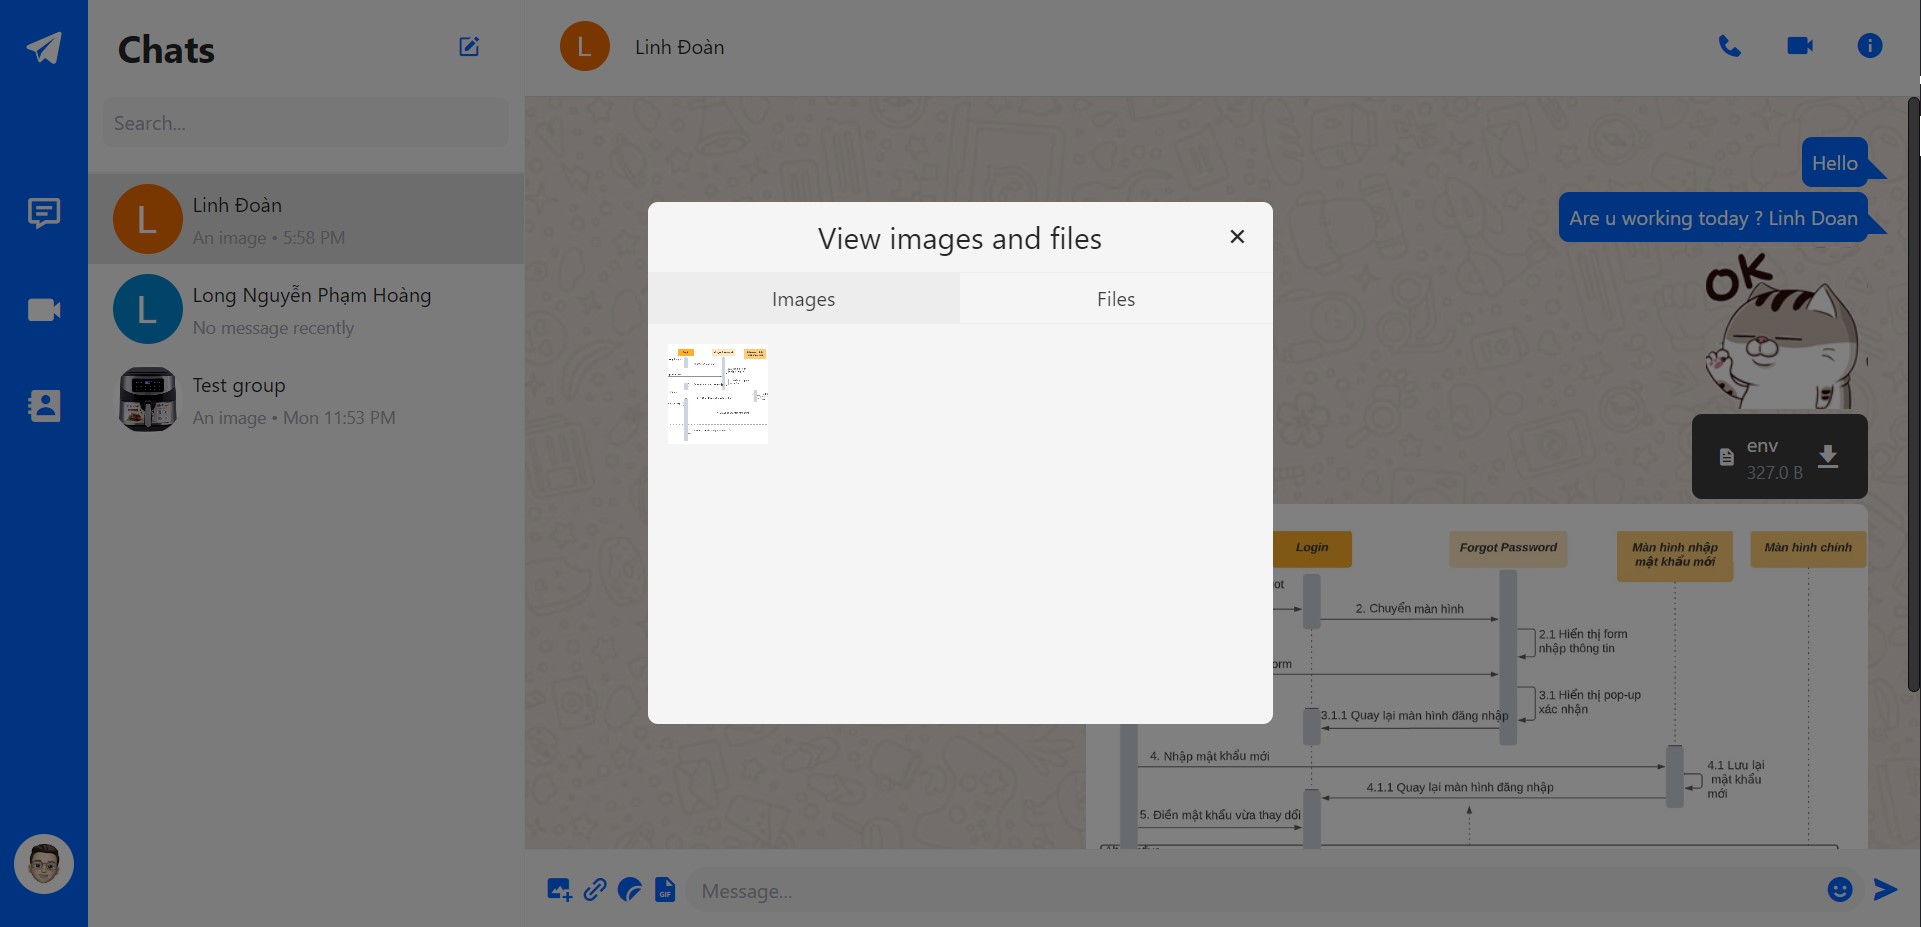 Chats
Search...
L
Linh Đoàn
An image • 5:58 PM
L
Long Nguyễn Phạm Hoàng
No message recently
Test group
An image • Mon 11:53 PM
L
Linh Đoàn
Hello
Are u working today ? Linh Doan
OK
env
327.0 B
View images and files
Images
Files
Login
Forgot Password
Màn hình nhập
mật khẩu mới
Màn hình chính
2. Chuyển màn hình
2.1 Hiển thị form
nhập thông tin
3.1 Hiển thị pop-up
xác nhận
3.1.1 Quay lại màn hình đăng nhập
4. Nhập mật khẩu mới
4.1 Lưu lại
mật khẩu
mới
4.1.1 Quay lại màn hình đăng nhập
5. Điền mật khẩu vừa thay đổi
GIF
Message...